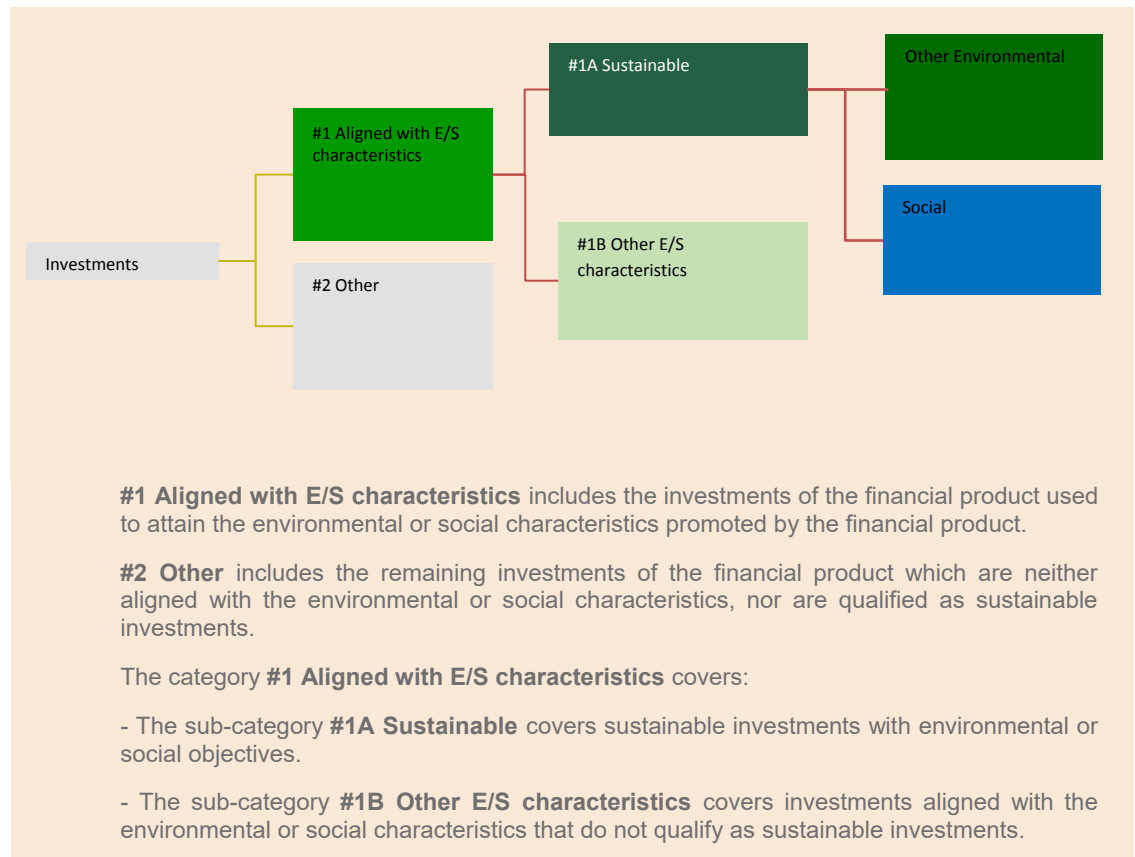 #1A Sustainable
Other Environmental
#1 Aligned with E/S
characteristics
Social
#1B Other E/S
characteristics
Investments
#2 Other
#1 Aligned with E/S characteristics includes the investments of the financial product used
to attain the environmental or social characteristics promoted by the financial product.
#2 Other includes the remaining investments of the financial product which are neither
aligned with the environmental or social characteristics, nor are qualified as sustainable
investments.
The category #1 Aligned with E/S characteristics covers:
- The sub-category #1A Sustainable covers sustainable investments with environmental or
social objectives.
- The sub-category #1B Other E/S characteristics covers investments aligned with the
environmental or social characteristics that do not qualify as sustainable investments.